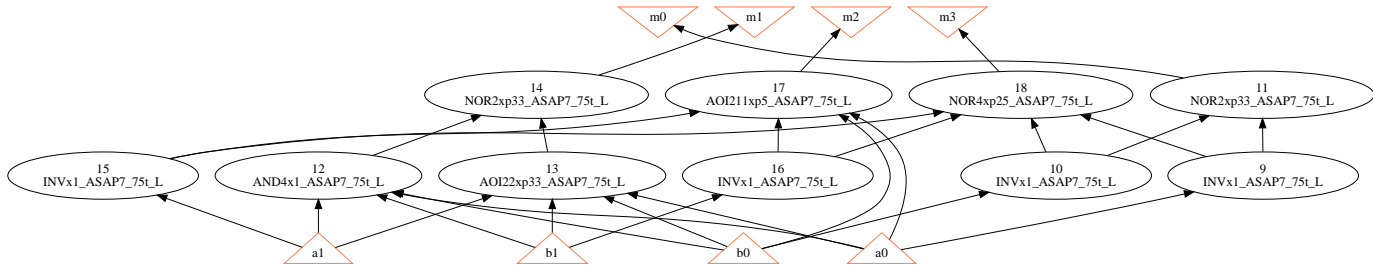 m0
m1
m2
m3
14
NOR2xp33_ASAP7_75t_L
17
AOI211xp5_ASAP7_75t_L
18
NOR4xp25_ASAP7_75t_L
11
NOR2xp33_ASAP7_75t_L
15
INVx1_ASAP7_75t_L
12
AND4x1_ASAP7_75t_L
13
AOI22xp33_ASAP7_75t_L
16
INVx1_ASAP7_75t_L
10
INVx1_ASAP7_75t_L
9
INVx1_ASAP7_75t_L
a1
b1
b0
a0